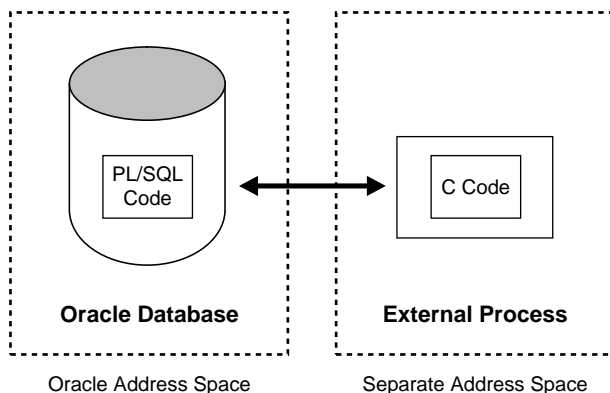 PL/SQL
Code
C Code
Oracle Database
External Process
Oracle Address Space
Separate Address Space